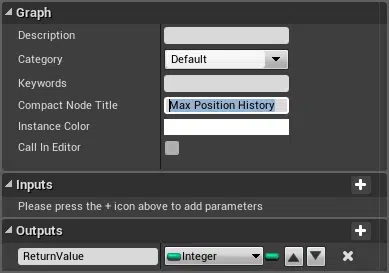 Graph
Description
Category Default
Keywords
Compact Node Title Max Position History
Instance Color
Call In Editor
Inputs
Please press the + icon above to add parameters
Outputs
ReturnValue Integer